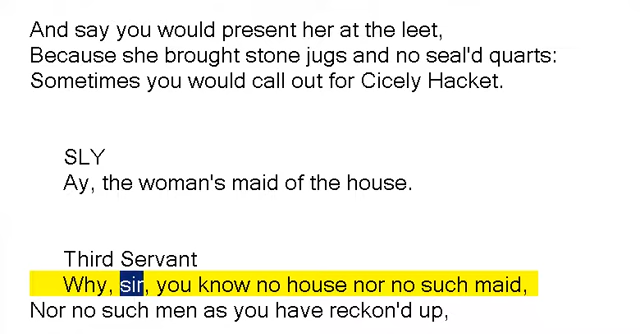 And say you would present her at the leet,
Because she brought stone jugs and no seal'd quarts:
Sometimes you would call out for Cicely Hacket.
SLY
Ay, the woman's maid of the house.
Third Servant
Why, sir, you know no house nor no such maid,
Nor no such men as you have reckon'd up,